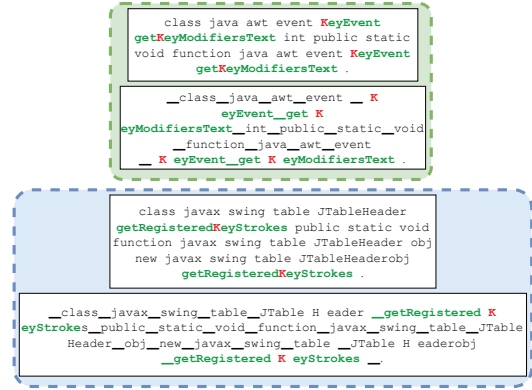 class java awt event KeyEvent
getKeyModifiersText int public static
void function java awt event KeyEvent
getKeyModifiersText .
__class__java__awt__event __ K
eyEvent__get K
eyModifiersText__int__public__static__void
__function__java__awt__event
__ K eyEvent__get K eyModifiersText .
class javax swing table JTableHeader
getRegisteredKeyStrokes public static void
function javax swing table JTableHeader obj
new javax swing table JTableHeaderobj
getRegisteredKeyStrokes .
__class__javax__swing__table__JTable H eader __getRegistered K
eyStrokes__public__static__void__function__javax__swing__table__JTable
Header__obj__new__javax__swing__table __JTable H eaderobj
__getRegistered K eyStrokes __.